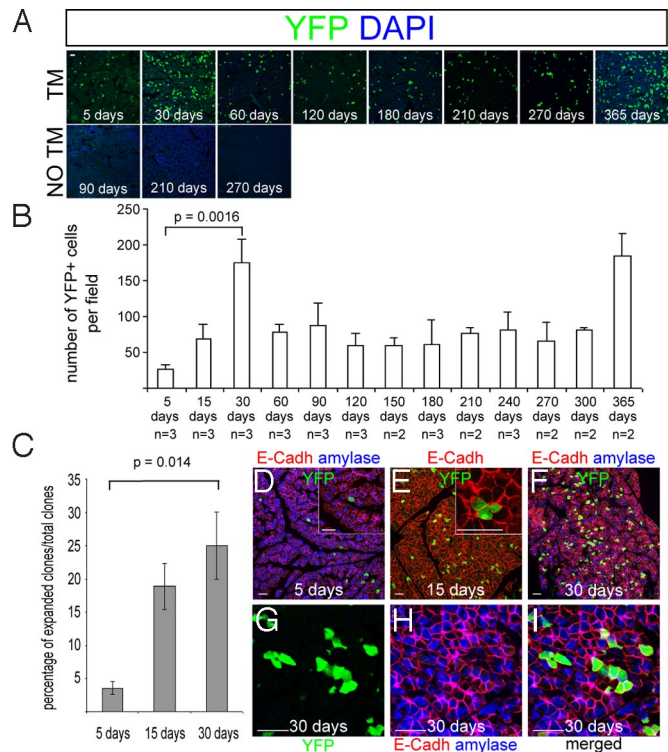 A
YFP DAPI
TM
5 days 30 days 60 days 120 days 180 days 210 days 270 days 365 days
NO TM
90 days 210 days 270 days
B
number of YFP+ cells
per field
250
200
150
100
50
p = 0.0016
5 15 30 60 90 120 150 180 210 240 270 300 365
days days days days days days days days days days days days days
n=3 n=3 n=3 n=3 n=3 n=3 n=2 n=3 n=2 n=3 n=2 n=2 n=2
C
percentage of expanded clones/total clones
35
30
25
20
15
10
5
p = 0.014
5 days 15 days 30 days
E-Cadh amylase E-Cadh E-Cadh amylase
D YFP E YFP F YFP
5 days 15 days 30 days
G H I
30 days 30 days 30 days
YFP E-Cadh amylase merged